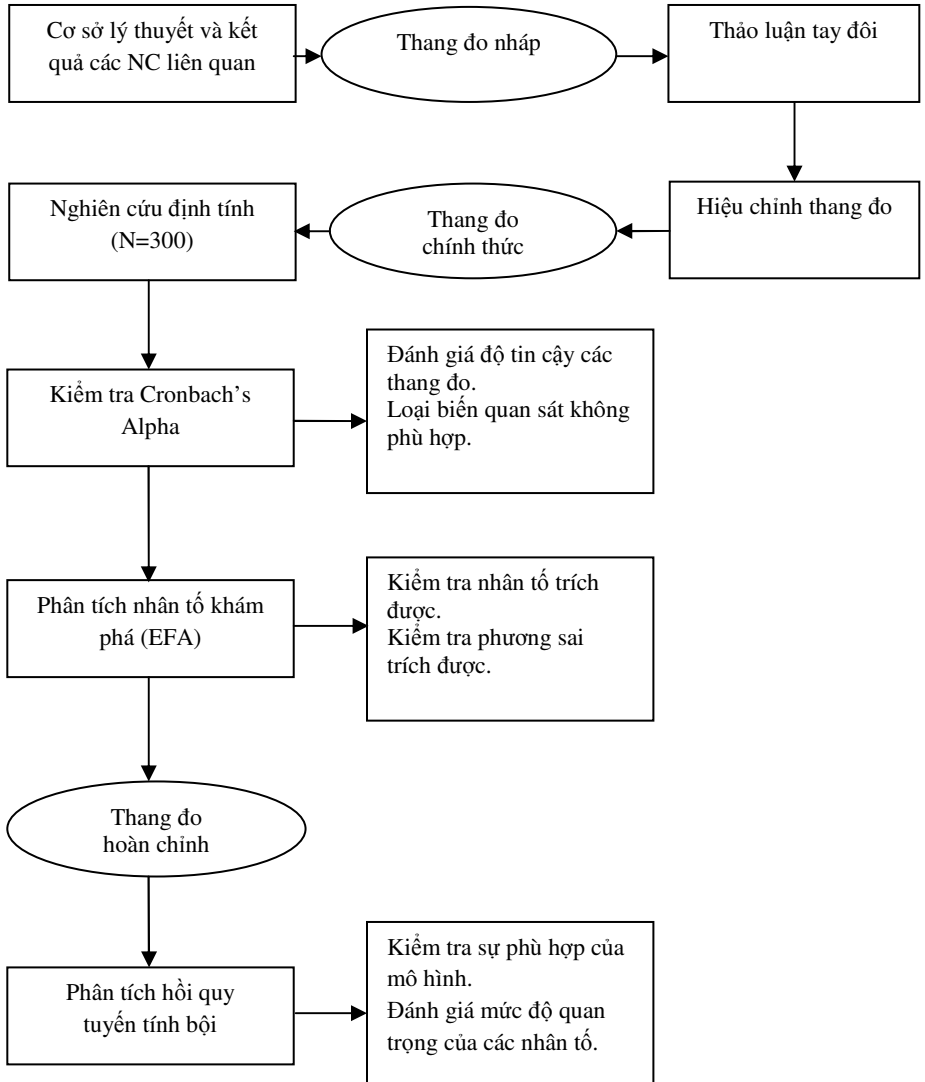 Cơ sở lý thuyết và kết
quả các NC liên quan
Thang đo nháp
Thảo luận tay đôi
Hiệu chỉnh thang đo
Thang đo
chính thức
Nghiên cứu định tính
(N=300)
Kiểm tra Cronbach’s
Alpha
Đánh giá độ tin cậy các
thang đo.
Loại biến quan sát không
phù hợp.
Phân tích nhân tố khám
phá (EFA)
Kiểm tra nhân tố trích
được.
Kiểm tra phương sai
trích được.
Thang đo
hoàn chỉnh
Phân tích hồi quy
tuyến tính bội
Kiểm tra sự phù hợp của
mô hình.
Đánh giá mức độ quan
trọng của các nhân tố.